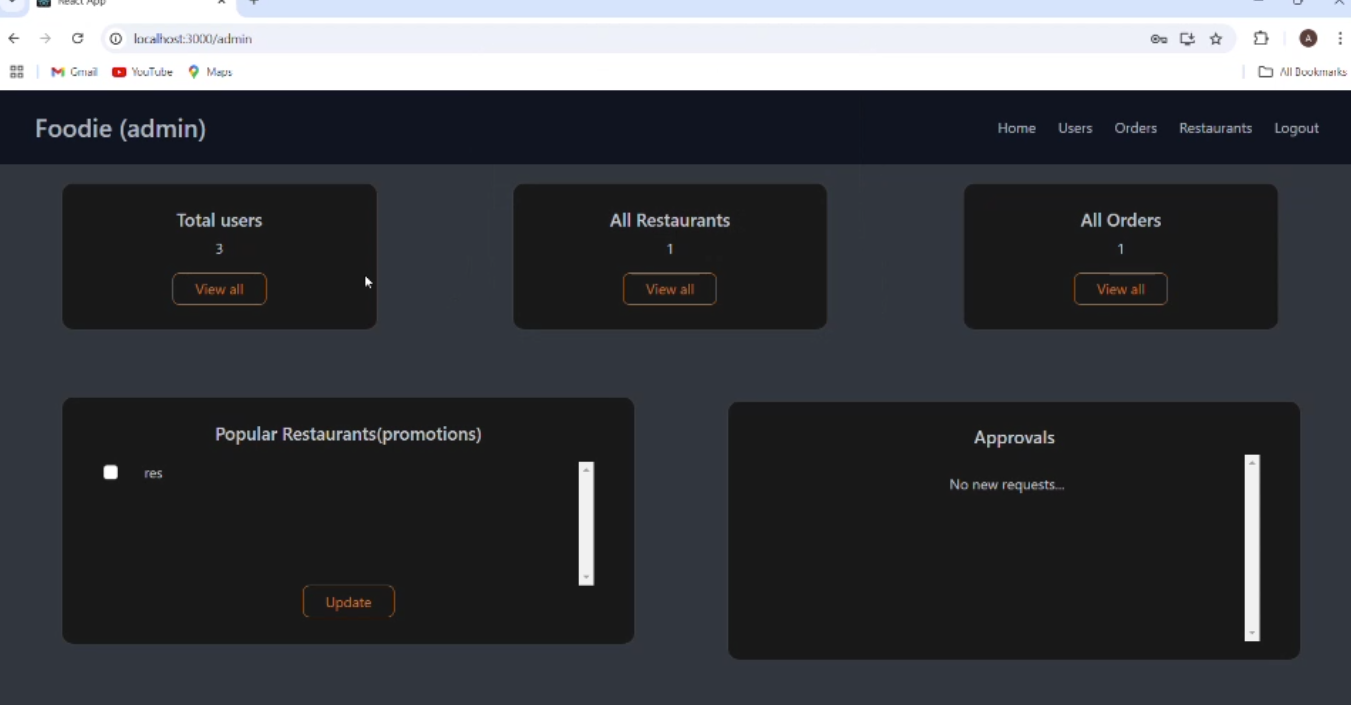 React App
localhost:3000/admin
Gmail YouTube Maps All Bookmarks
A
Foodie (admin)
Home Users Orders Restaurants Logout
Total users
3
View all
All Restaurants
1
View all
All Orders
1
View all
Popular Restaurants(promotions)
res
Update
Approvals
No new requests...